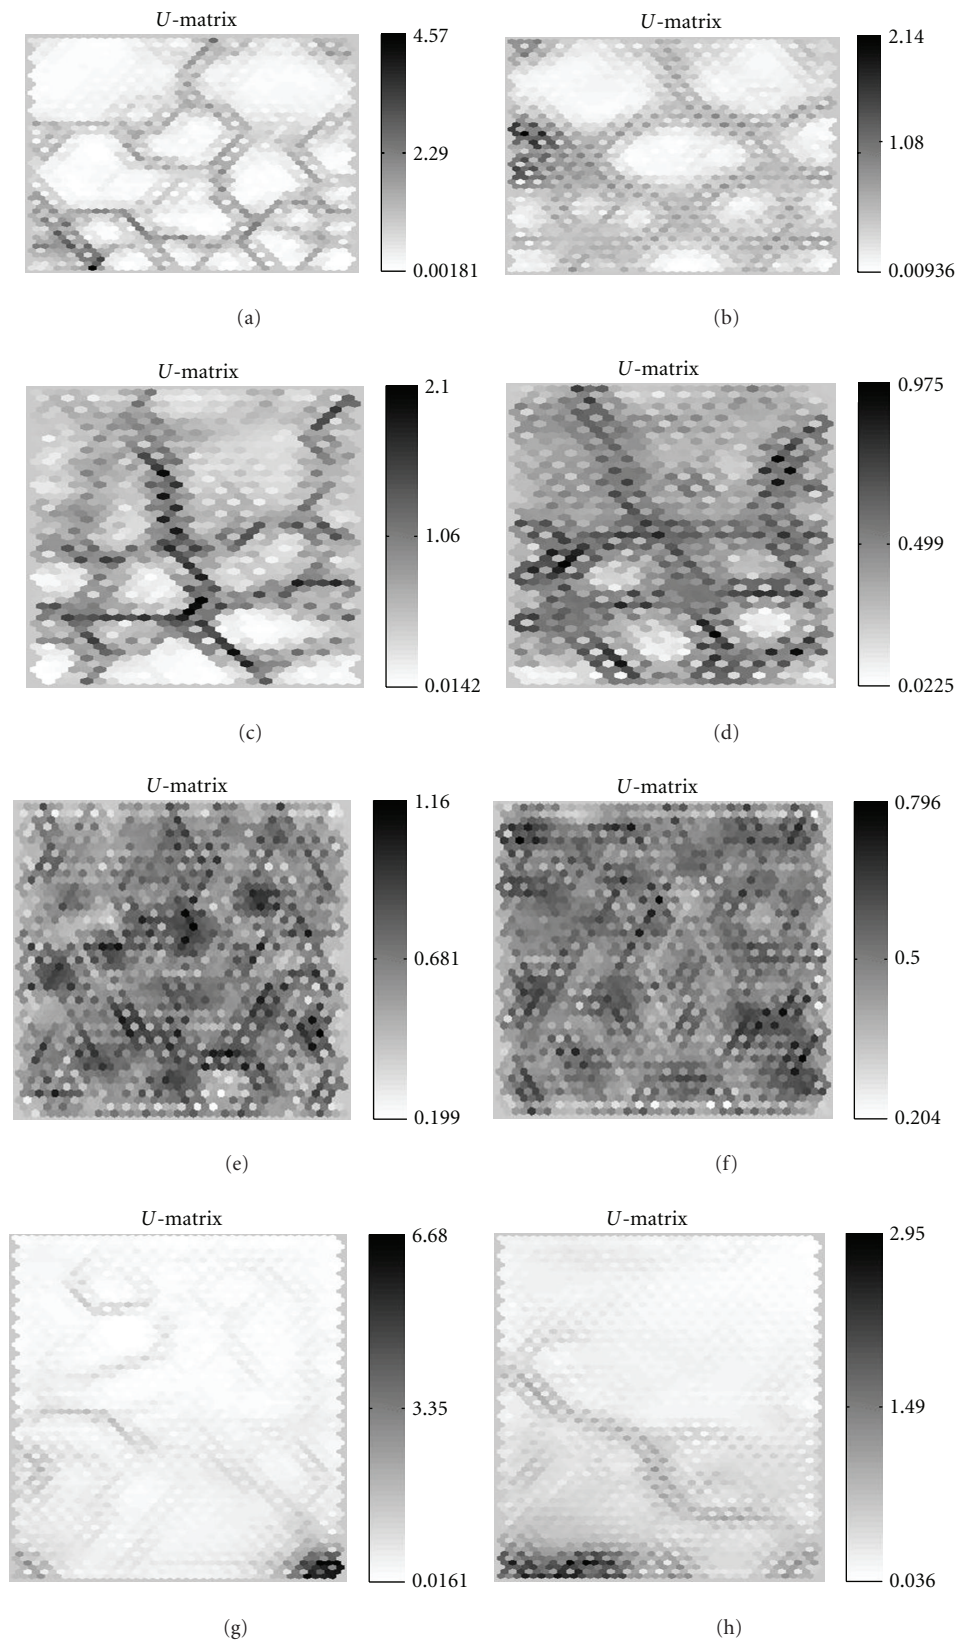 U-matrix
4.57
2.29
0.00181
(a)
U-matrix
2.14
1.08
0.00936
(b)
U-matrix
2.1
1.06
0.0142
(c)
U-matrix
0.975
0.499
0.0225
(d)
U-matrix
1.16
0.681
0.199
(e)
U-matrix
0.796
0.5
0.204
(f)
U-matrix
6.68
3.35
0.0161
(g)
U-matrix
2.95
1.49
0.036
(h)